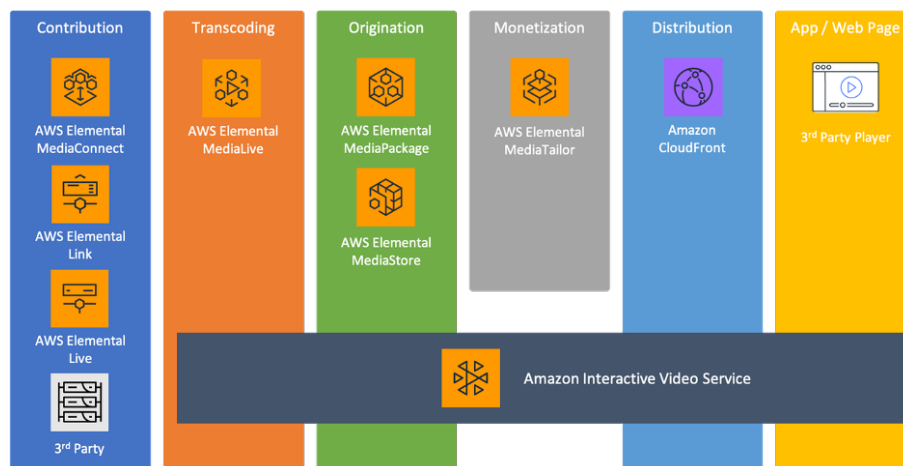 Contribution
AWS Elemental
MediaConnect
AWS Elemental
Link
AWS Elemental
Live
3rd Party
Transcoding
AWS Elemental
MediaLive
Origination
AWS Elemental
MediaPackage
AWS Elemental
MediaStore
Monetization
AWS Elemental
MediaTailor
Distribution
Amazon
CloudFront
App / Web Page
3rd Party Player
Amazon Interactive Video Service